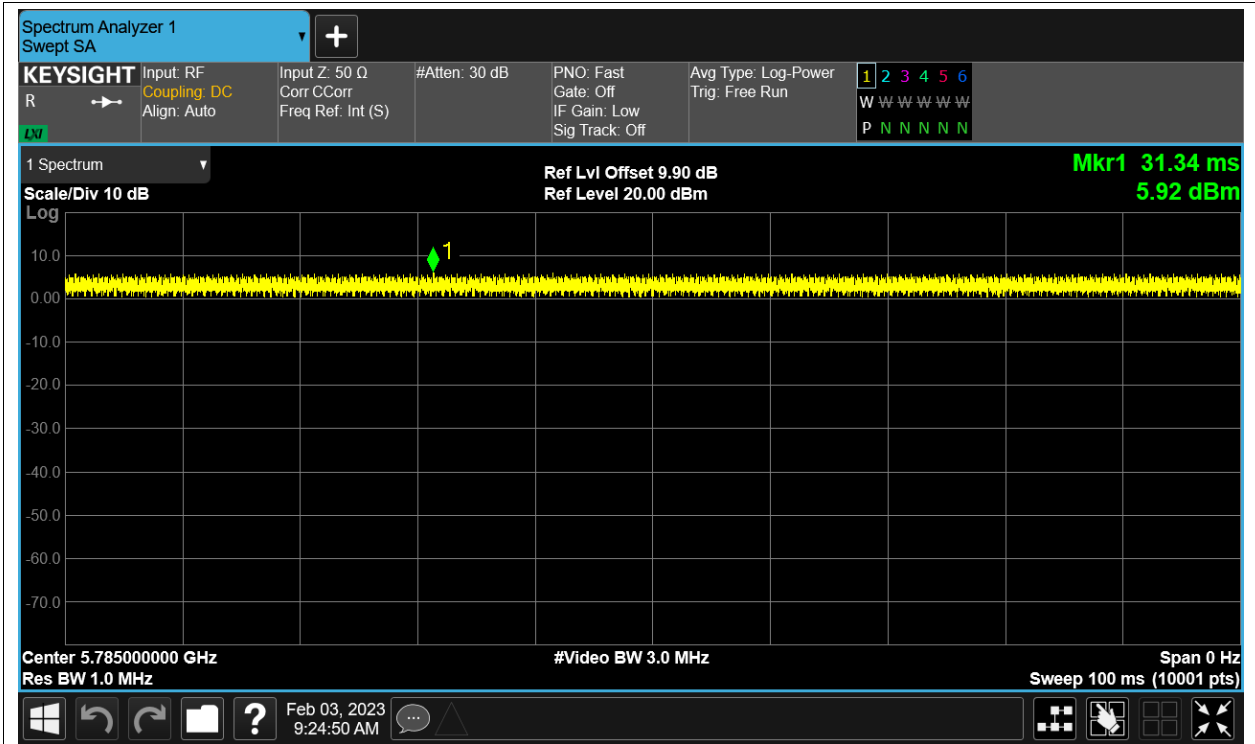 Spectrum Analyzer 1
Swept SA
+
KEYSIGHT
R
LXI
Input: RF
Coupling: DC
Align: Auto
Input Z: 50 Ω
Corr CCorr
Freq Ref: Int (S)
#Atten: 30 dB
PNO: Fast
Gate: Off
IF Gain: Low
Sig Track: Off
Avg Type: Log-Power
Trig: Free Run
1 2 3 4 5 6
W W W W W W
P N N N N N
1 Spectrum
Scale/Div 10 dB
Ref Lvl Offset 9.90 dB
Ref Level 20.00 dBm
Mkr1 31.34 ms
5.92 dBm
Log
1
10.0
0.00
-10.0
-20.0
-30.0
-40.0
-50.0
-60.0
-70.0
Center 5.785000000 GHz
Res BW 1.0 MHz
#Video BW 3.0 MHz
Span 0 Hz
Sweep 100 ms (10001 pts)
?
Feb 03, 2023
9:24:50 AM